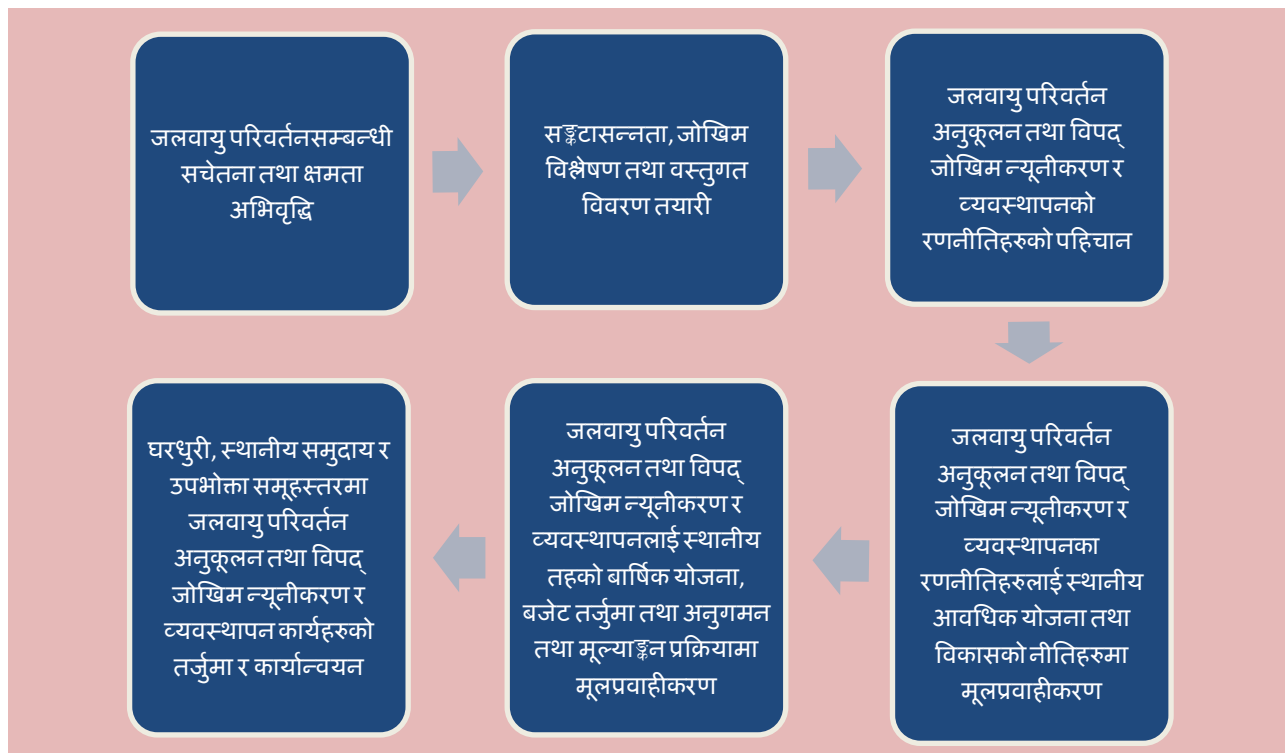 जलवायु परिवर्तनसम्बन्धी
सचेतना तथा क्षमता
अभिवृद्धि
सङ्कटासन्नता, जोखिम
विश्लेषण तथा वस्तुगत
विवरण तयारी
जलवायु परिवर्तन
अनुकूलन तथा विपद्
जोखिम न्यूनीकरण र
व्यवस्थापनको
रणनीतिहरुको पहिचान
जलवायु परिवर्तन
अनुकूलन तथा विपद्
जोखिम न्यूनीकरण र
व्यवस्थापनका
रणनीतिहरुलाई स्थानीय
आवधिक योजना तथा
विकासको नीतिहरुमा
मूलप्रवाहीकरण
जलवायु परिवर्तन
अनुकूलन तथा विपद्
जोखिम न्यूनीकरण र
व्यवस्थापनलाई स्थानीय
तहको बार्षिक योजना,
बजेट तर्जुमा तथा अनुगमन
तथा मूल्याङ्कन प्रक्रियामा
मूलप्रवाहीकरण
घरधुरी, स्थानीय समुदाय र
उपभोक्ता समूहस्तरमा
जलवायु परिवर्तन
अनुकूलन तथा विपद्
जोखिम न्यूनीकरण र
व्यवस्थापन कार्यहरुको
तर्जुमा र कार्यान्वयन